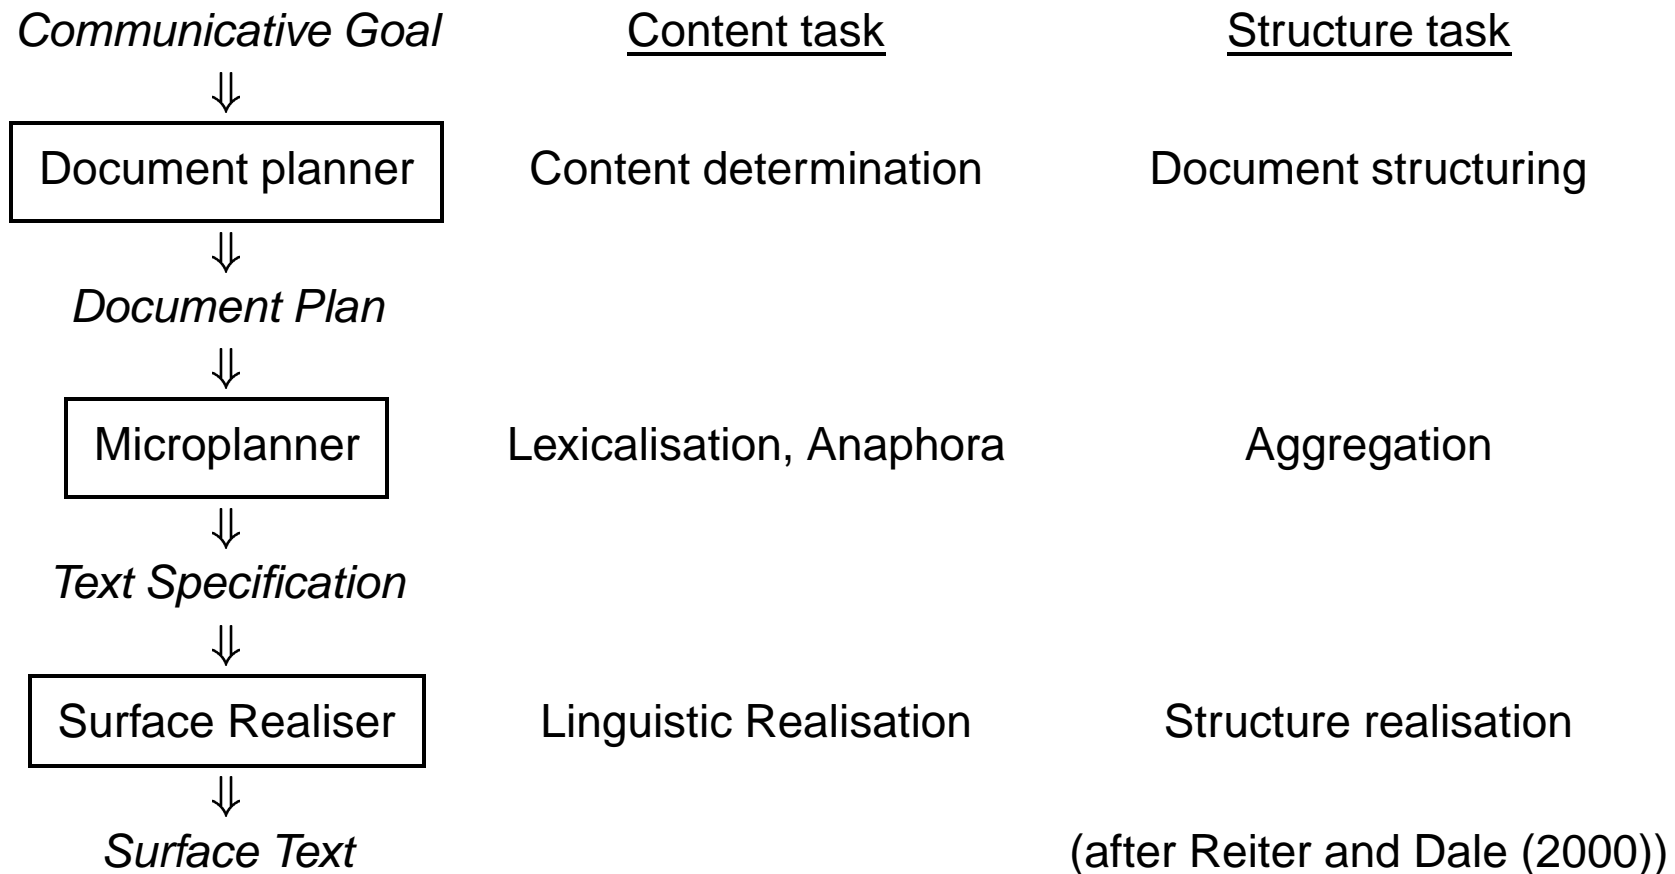 Communicative Goal Content task Structure task
⇓
Document planner Content determination Document structuring
⇓
Document Plan
⇓
Microplanner Lexicalisation, Anaphora Aggregation
⇓
Text Specification
⇓
Surface Realiser Linguistic Realisation Structure realisation
⇓
Surface Text (after Reiter and Dale (2000))